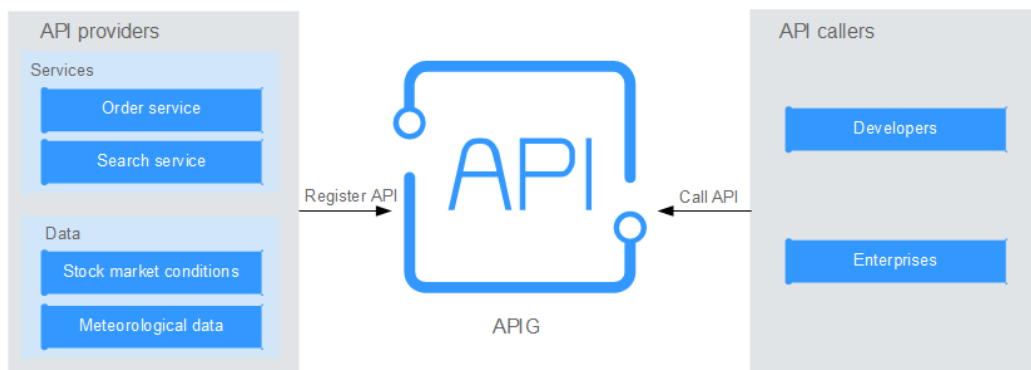 API providers
Services
Order service
Search service
Data
Stock market conditions
Meteorological data
Register API
API
APIG
Call API
API callers
Developers
Enterprises